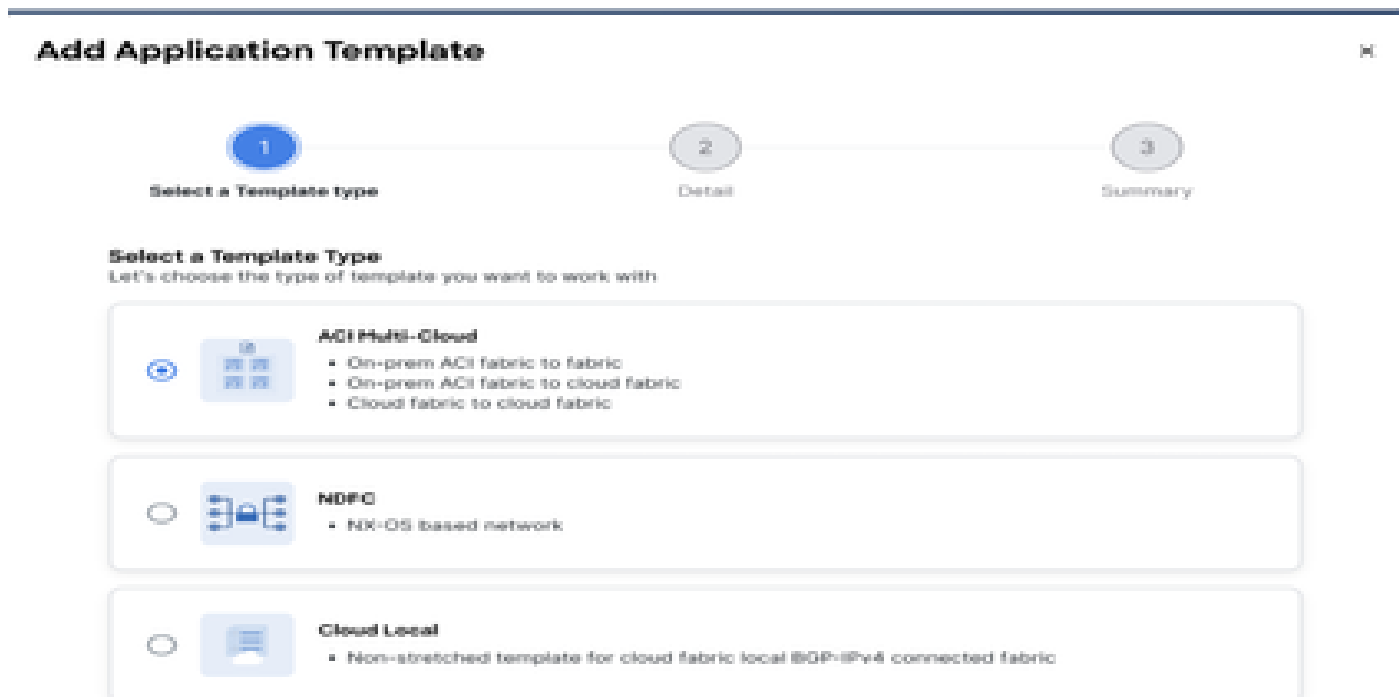 Add Application Template
1
2
3
Select a Template type
Detail
Summary
Select a Template Type
Let's choose the type of template you want to work with
ACI Multi-Cloud
• On-prem ACI fabric to fabric
• On-prem ACI fabric to cloud fabric
• Cloud fabric to cloud fabric
NDFC
• NX-OS based network
Cloud Local
• Non-stretched template for cloud fabric local BGP-IPv4 connected fabric